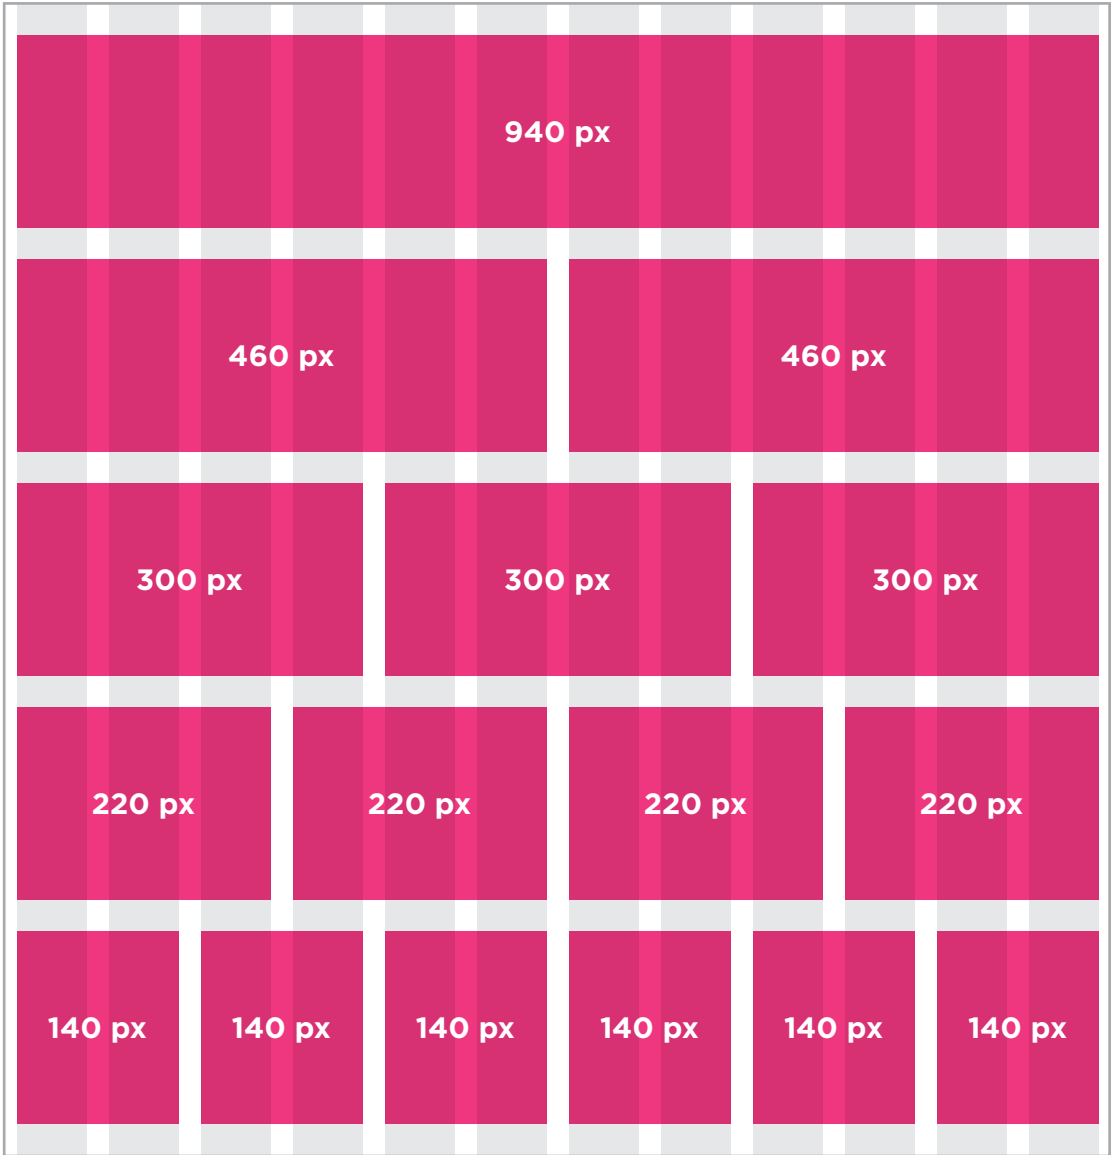 940 px
460 px 460 px
300 px 300 px 300 px
220 px 220 px 220 px 220 px
140 px 140 px 140 px 140 px 140 px 140 px